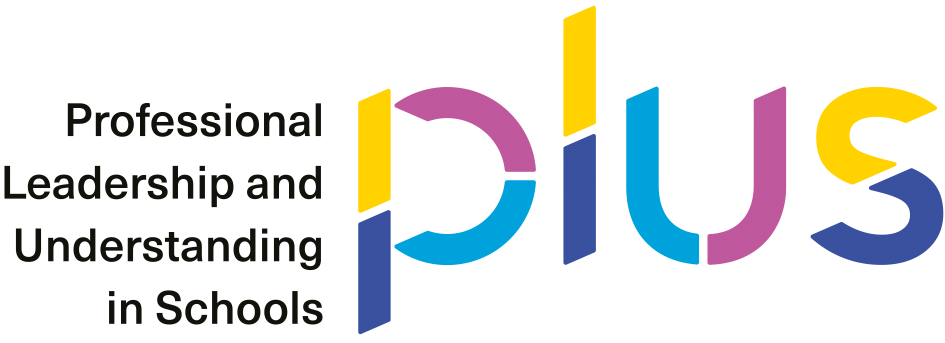 Professional
Leadership and
Understanding
in Schools
plus